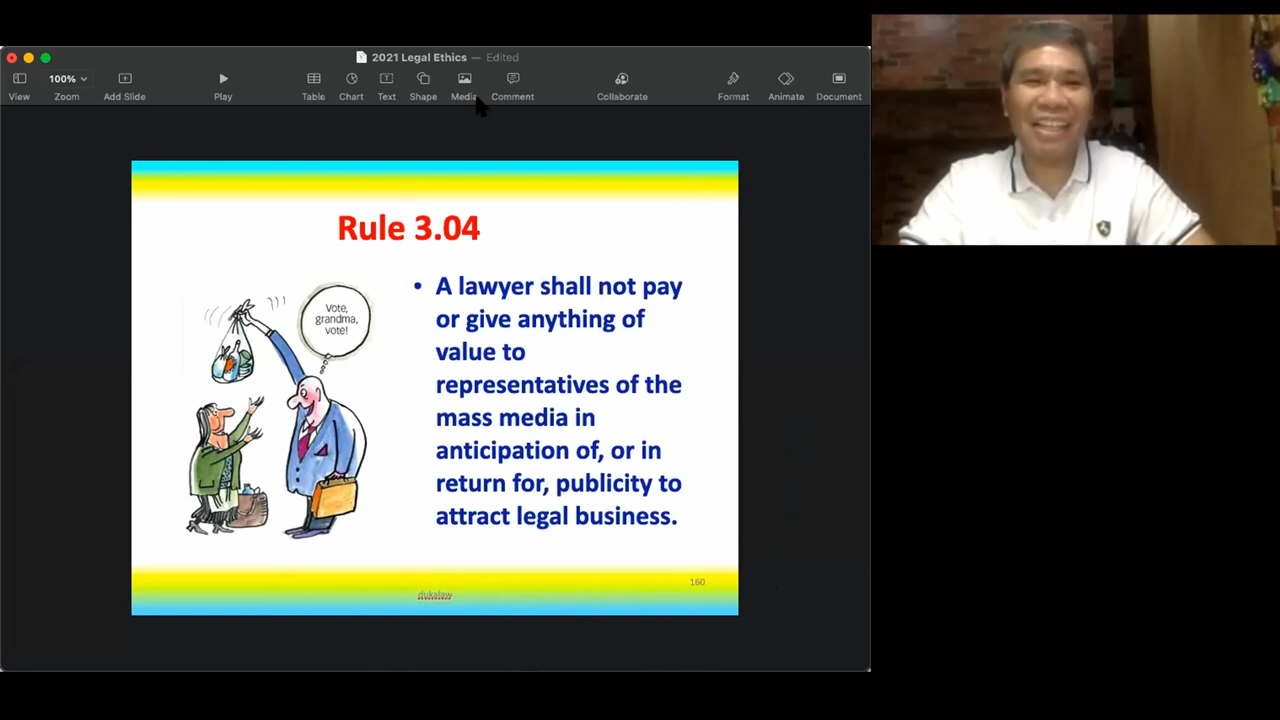 2021 Legal Ethics — Edited
100%
View
Zoom
Add Slide
Play
Table
Chart
Text
Shape
Media
Comment
Collaborate
Format
Animate
Document
Rule 3.04
Vote,
grandma,
vote!
• A lawyer shall not pay
or give anything of
value to
representatives of the
mass media in
anticipation of, or in
return for, publicity to
attract legal business.
160
dukalaw